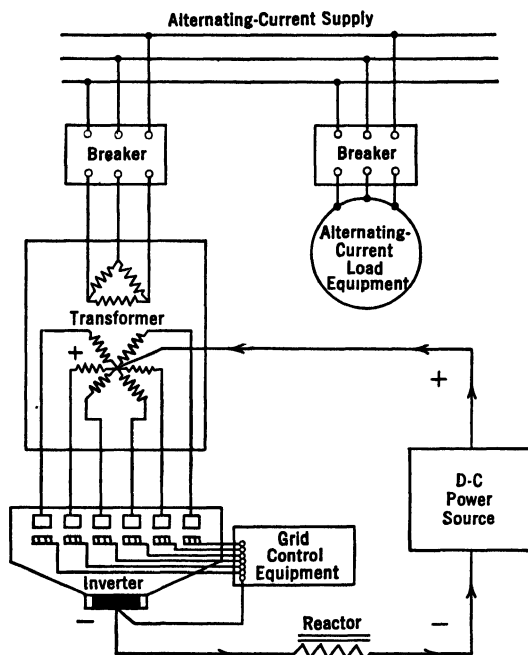 Alternating-Current Supply
Breaker
Breaker
Alternating-
Current
Load
Equipment
Transformer
+
+
D-C
Power
Source
Grid
Control
Equipment
Inverter
−
Reactor
−